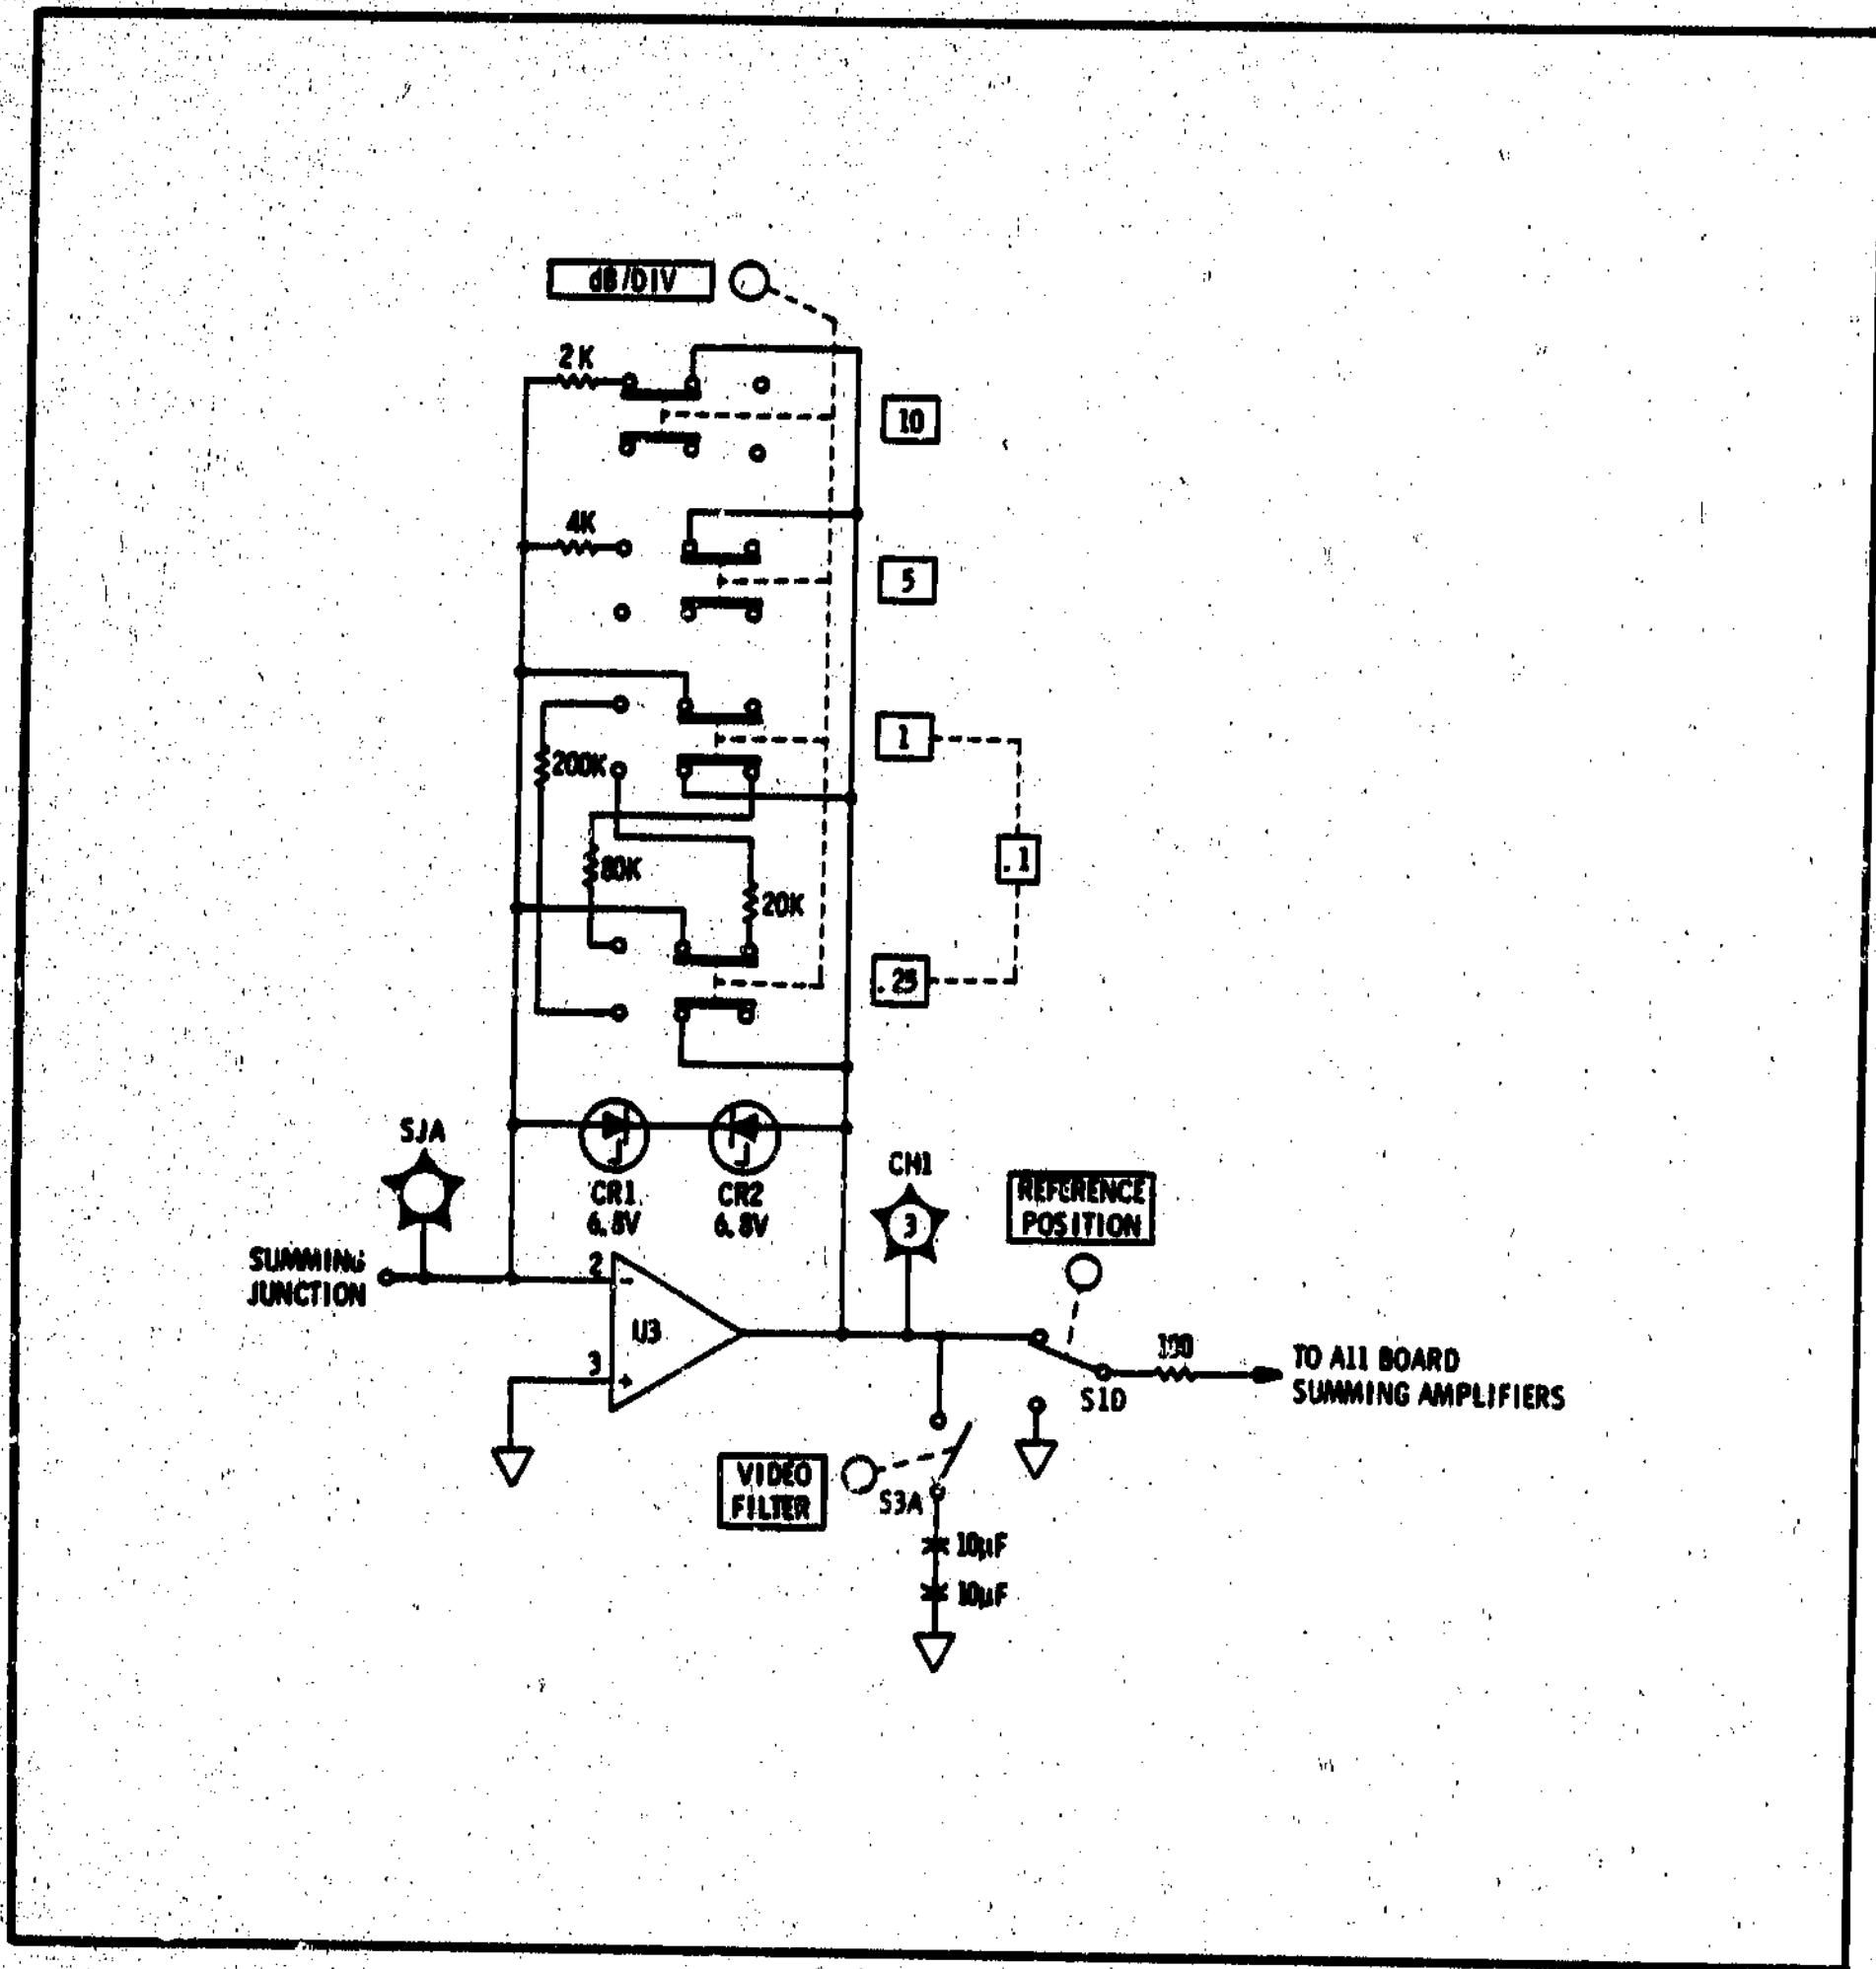 dB/DIV
2K
10
4K
5
1
200K
80K
.1
20K
.25
SJA
CR1
6.8V
CR2
6.8V
CH1
3
REFERENCE
POSITION
SUMMING
JUNCTION
2
-
U3
3
+
100
S1D
TO A11 BOARD
SUMMING AMPLIFIERS
VIDEO
FILTER
S3A
10µF
10µF